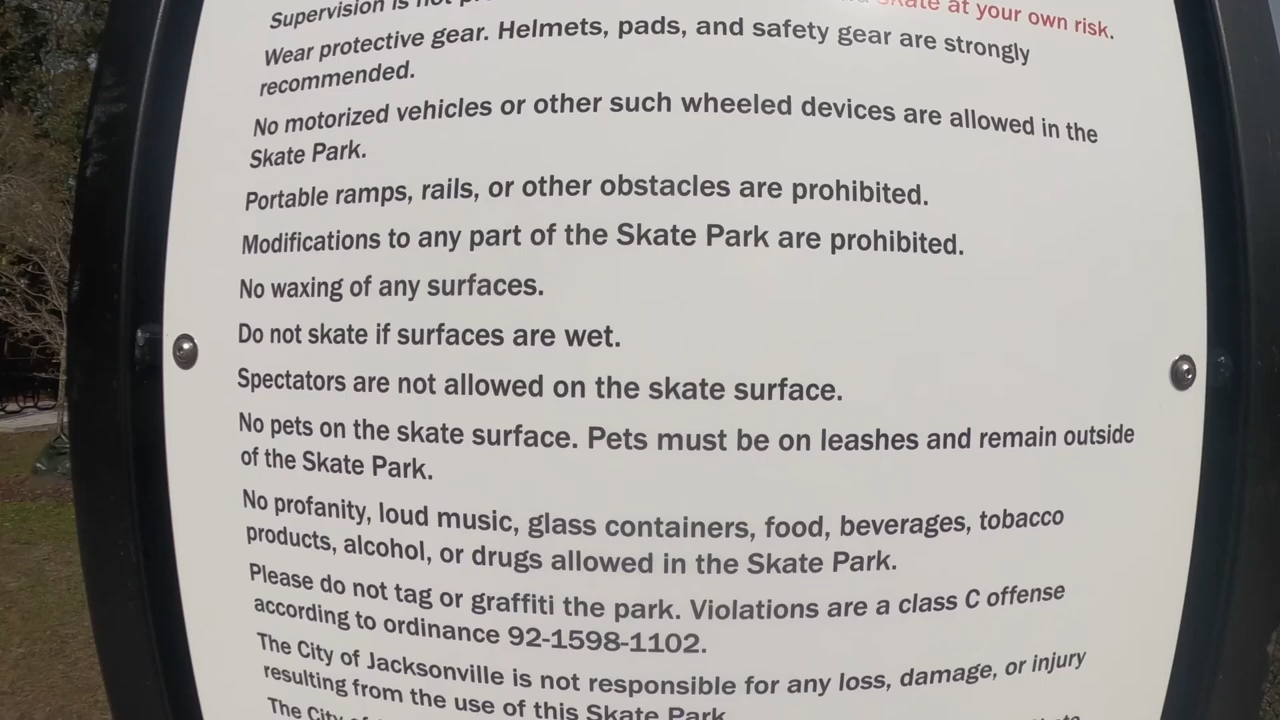 Supervision is not
skate at your own risk.
Wear protective gear. Helmets, pads, and safety gear are strongly
recommended.
No motorized vehicles or other such wheeled devices are allowed in the
Skate Park.
Portable ramps, rails, or other obstacles are prohibited.
Modifications to any part of the Skate Park are prohibited.
No waxing of any surfaces.
Do not skate if surfaces are wet.
Spectators are not allowed on the skate surface.
No pets on the skate surface. Pets must be on leashes and remain outside
of the Skate Park.
No profanity, loud music, glass containers, food, beverages, tobacco
products, alcohol, or drugs allowed in the Skate Park.
Please do not tag or graffiti the park. Violations are a class C offense
according to ordinance 92-1598-1102.
The City of Jacksonville is not responsible for any loss, damage, or injury
resulting from the use of this Skate Park
The City